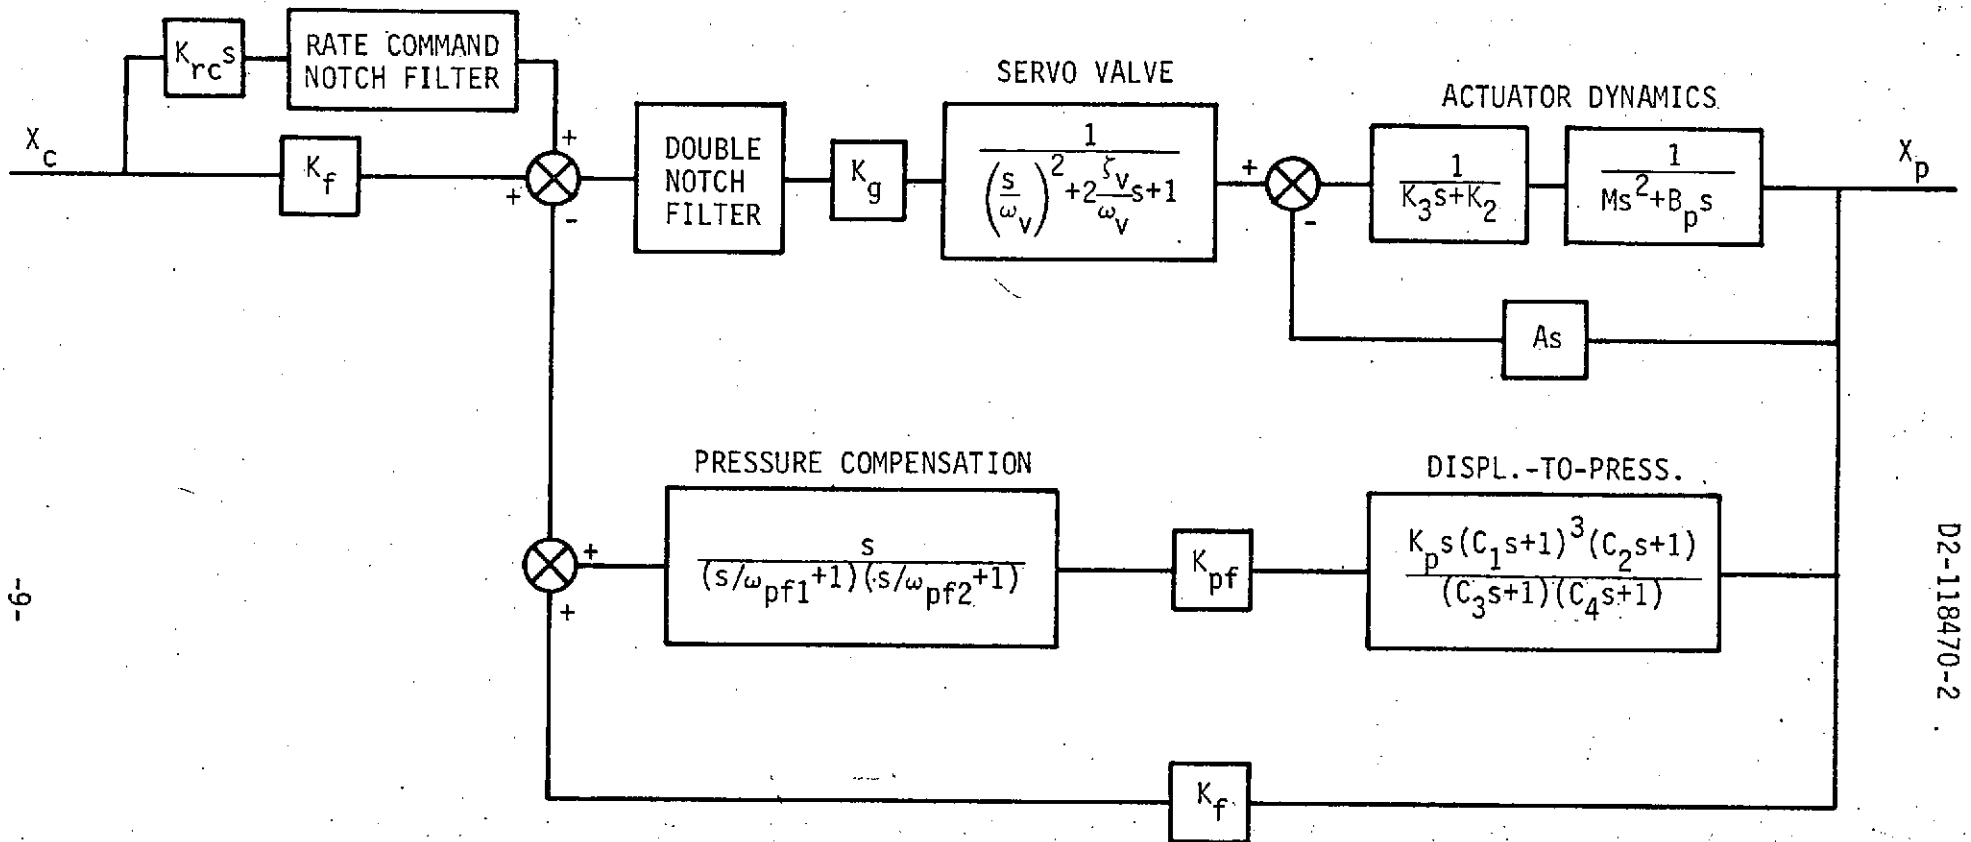 K_rc s
RATE COMMAND
NOTCH FILTER
X_c
K_f
+
+
-
DOUBLE
NOTCH
FILTER
K_g
SERVO VALVE
1
(s/ω_v)^2+2 ζ_v/ω_v s+1
+
-
ACTUATOR DYNAMICS
1
K_3s+K_2
1
Ms^2+B_ps
X_p
As
PRESSURE COMPENSATION
s
(s/ω_pf1+1)(s/ω_pf2+1)
+
+
K_pf
DISPL.-TO-PRESS.
K_ps(C_1s+1)^3(C_2s+1)
(C_3s+1)(C_4s+1)
K_f
-9-
D2-118470-2